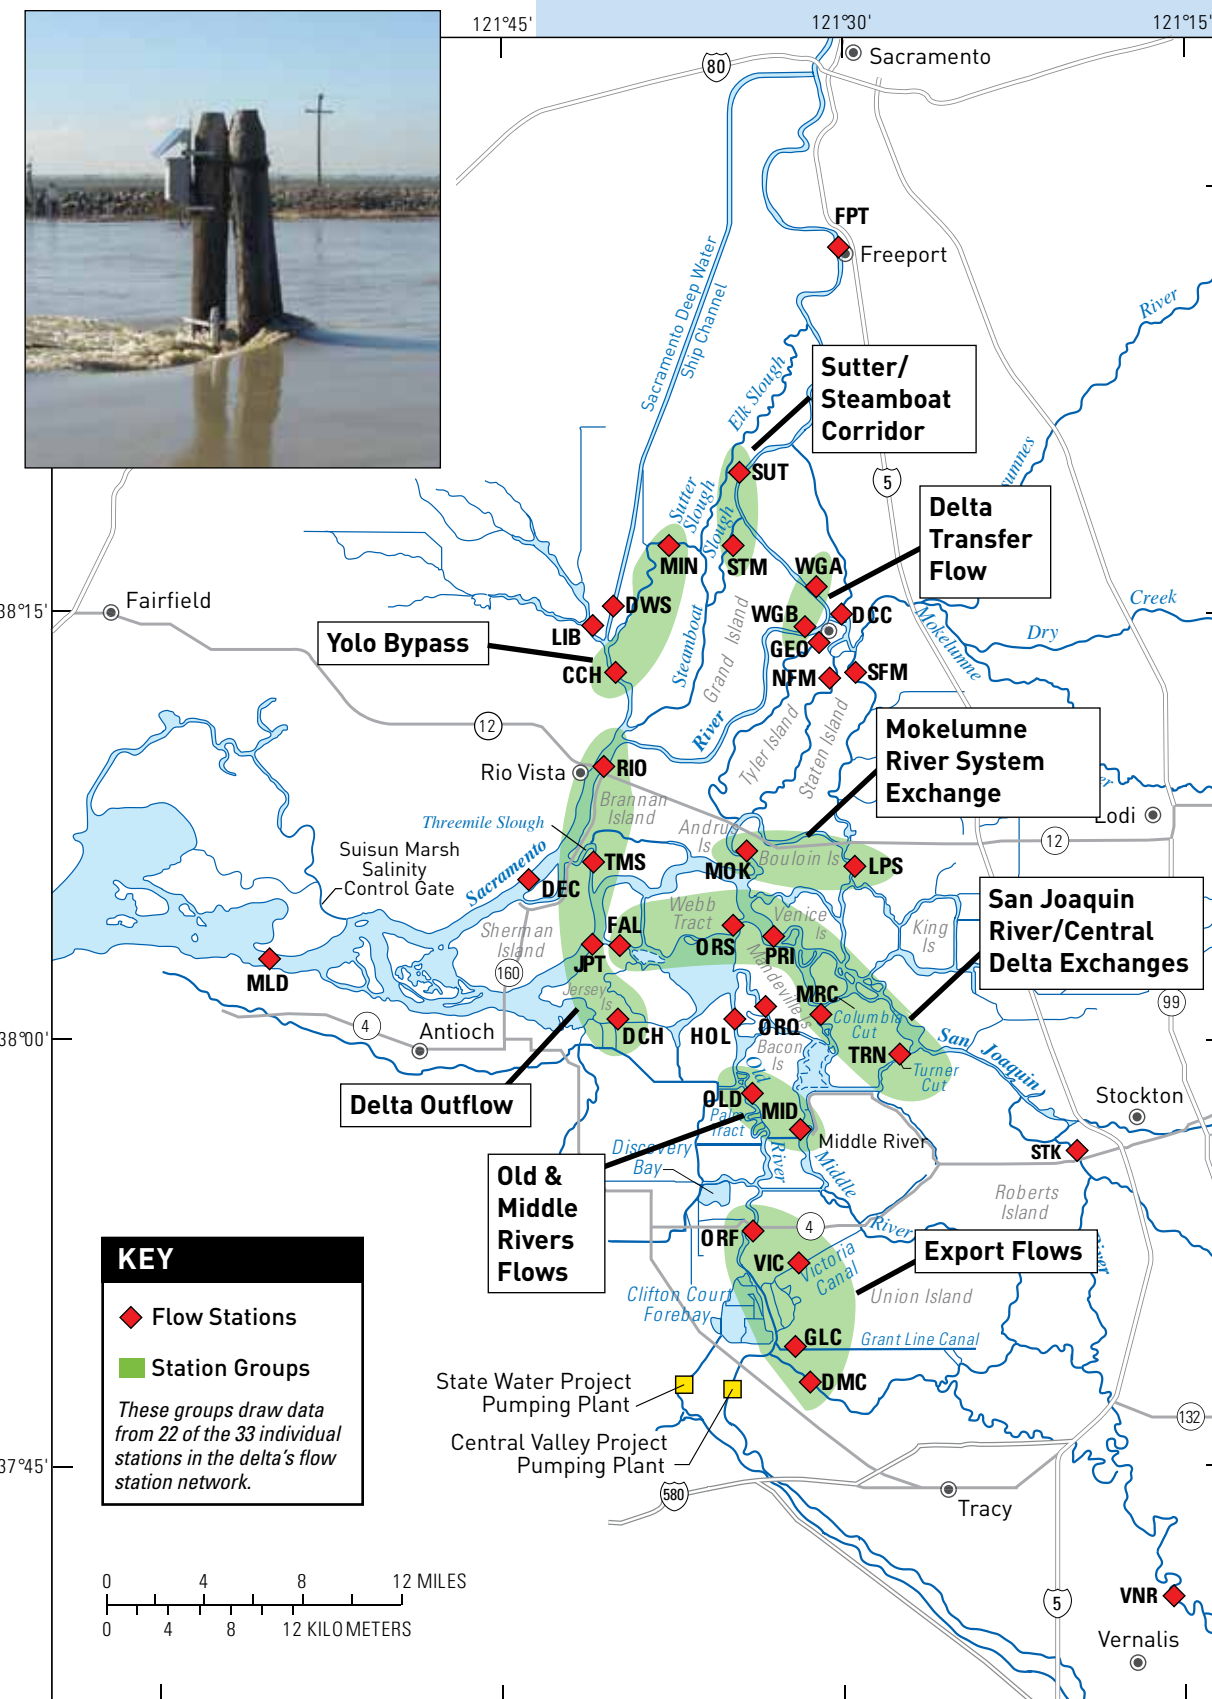 121°45'
121°30'
121°15'
80
Sacramento
FPT
Freeport
Sacramento Deep Water
Ship Channel
River
Elk Slough
Sutter/
Steamboat
Corridor
SUT
5
sumnes
Sutter
Slough
Slough
Delta
Transfer
Flow
MIN
STM
WGA
38°15'
Fairfield
DWS
LIB
WGB
DCC
Creek
Dry
Mokelumne
Yolo Bypass
GEO
CCH
Steamboat
Grand Island
NFM
SFM
12
River
Tyler Island
Staten Island
Mokelumne
River System
Exchange
er
Rio Vista
RIO
Brannan
Island
Lodi
Threemile Slough
Andrus
Is
12
Suisun Marsh
Salinity
Control Gate
Sacramento
TMS
MOK
Bouloin Is
LPS
DEC
San Joaquin
River/Central
Delta Exchanges
Sherman
Island
FAL
Webb
Tract
Venice
Is
King
Is
ORS
PRI
JPT
MLD
160
Jersey
Is
Mandeville Is
MRC
Columbia
Cut
99
4
Antioch
DCH
HOL
ORQ
38°00'
Bacon
Is
TRN
San Joaquin
Turner
Cut
Old
Delta Outflow
OLD
MID
Palm
Tract
Stockton
Middle River
Discovery
Bay
River
Middle
STK
Old &
Middle
Rivers
Flows
Roberts
Island
ORF
4
River
River
Export Flows
VIC
Victoria
Canal
KEY
Flow Stations
Station Groups
These groups draw data
from 22 of the 33 individual
stations in the delta's flow
station network.
Clifton Court
Forebay
Union Island
GLC
Grant Line Canal
State Water Project
Pumping Plant
DMC
132
Central Valley Project
Pumping Plant
37°45'
580
Tracy
0 4 8 12 MILES
0 4 8 12 KILOMETERS
5
VNR
Vernalis